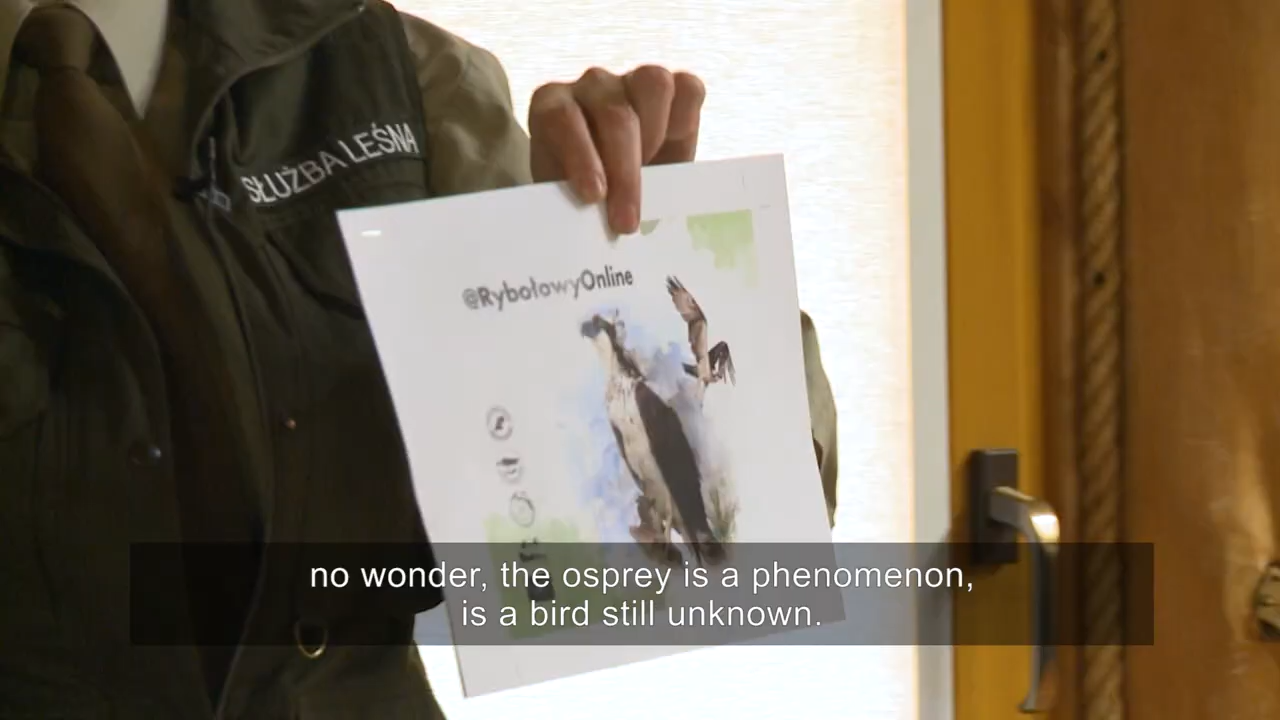 SŁUŻBA LEŚNA
@RybołowyOnline
no wonder, the osprey is a phenomenon,
is a bird still unknown.